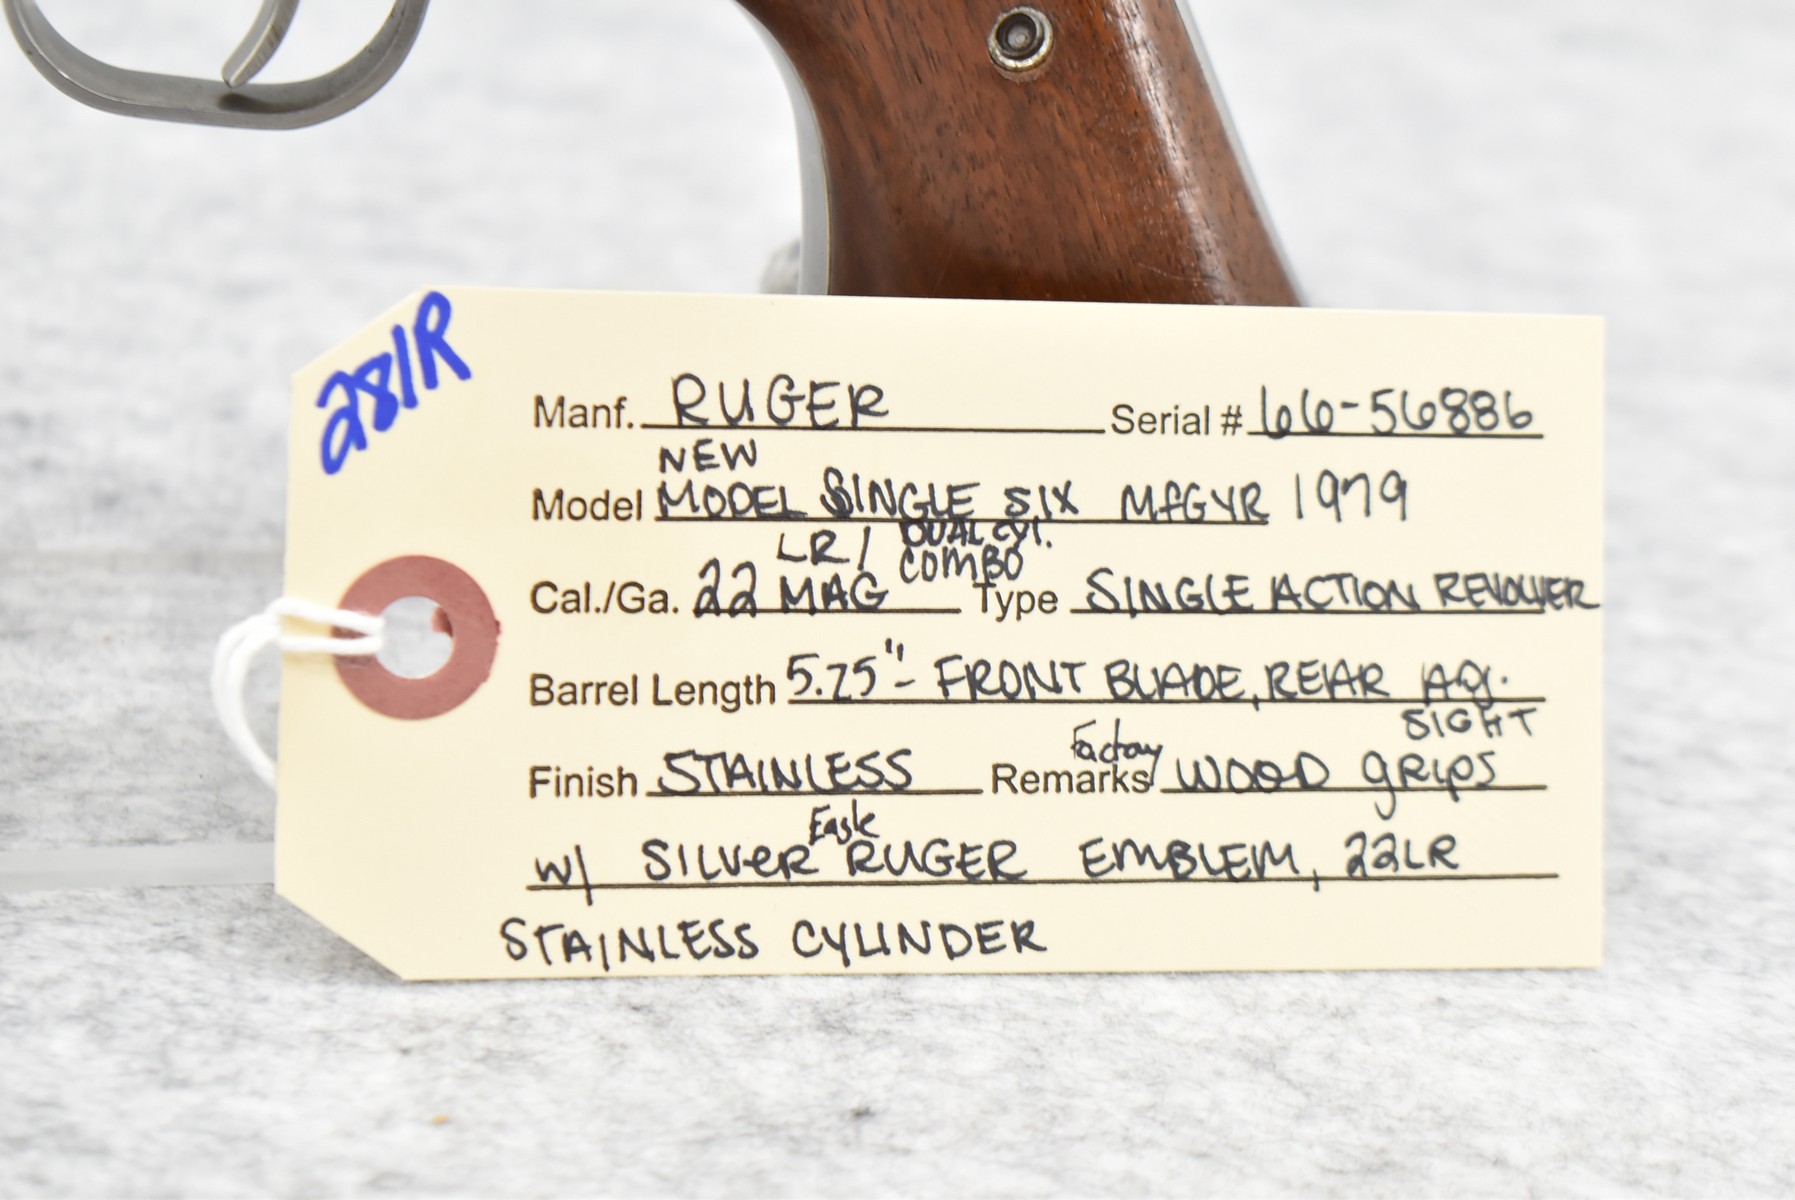 281R
Manf. RUGER Serial # 66-56886
NEW
Model MODEL SINGLE SIX MFGYR 1979
LR/ DUAL CYL.
COMBO
Cal./Ga. 22 MAG Type SINGLE ACTION REVOLVER
Barrel Length 5.75"- FRONT BLADE, REAR ADJ.
SIGHT
Factory
Finish STAINLESS Remarks WOOD GRIPS
Eagle
W/ SILVER RUGER EMBLEM, 22LR
STAINLESS CYLINDER